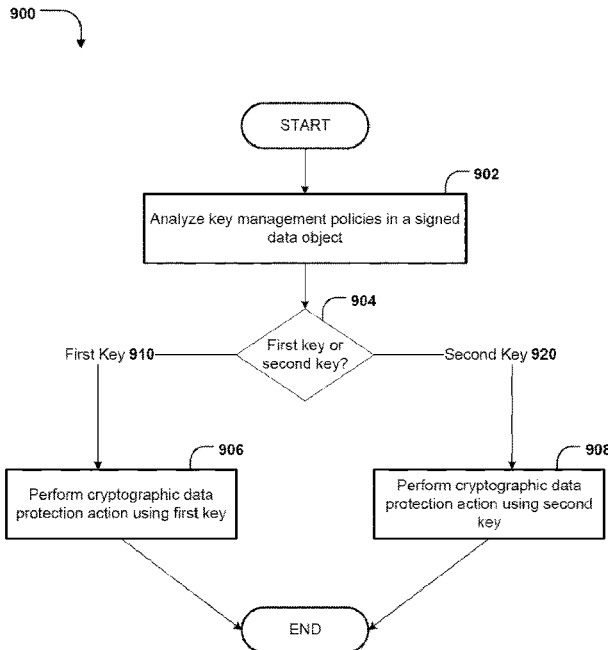 900
START
902
Analyze key management policies in a signed
data object
904
First key or
second key?
First Key 910
Second Key 920
906
908
Perform cryptographic data
protection action using first key
Perform cryptographic data
protection action using second
key
END